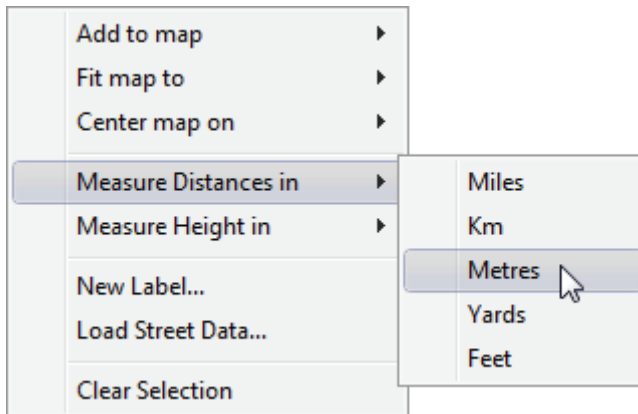 Add to map
Fit map to
Center map on
Measure Distances in
Measure Height in
New Label...
Load Street Data...
Clear Selection
Miles
Km
Metres
Yards
Feet